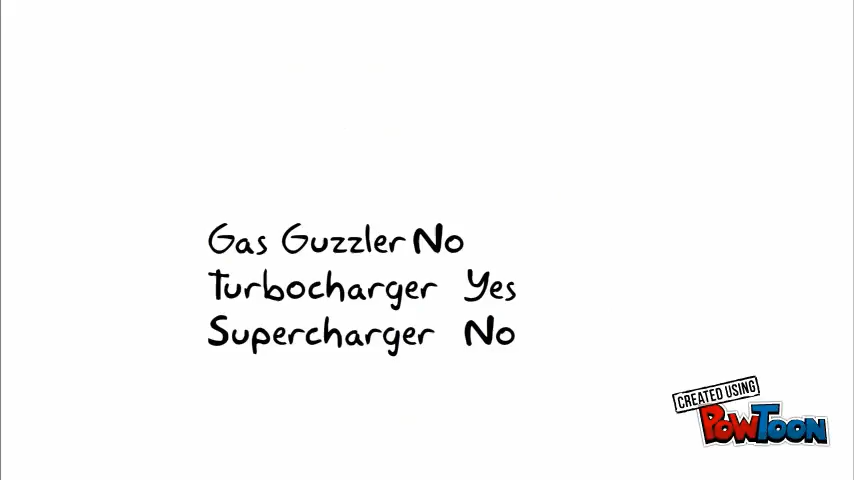 Gas Guzzler No
Turbocharger Yes
Supercharger No
CREATED USING
POWTOON